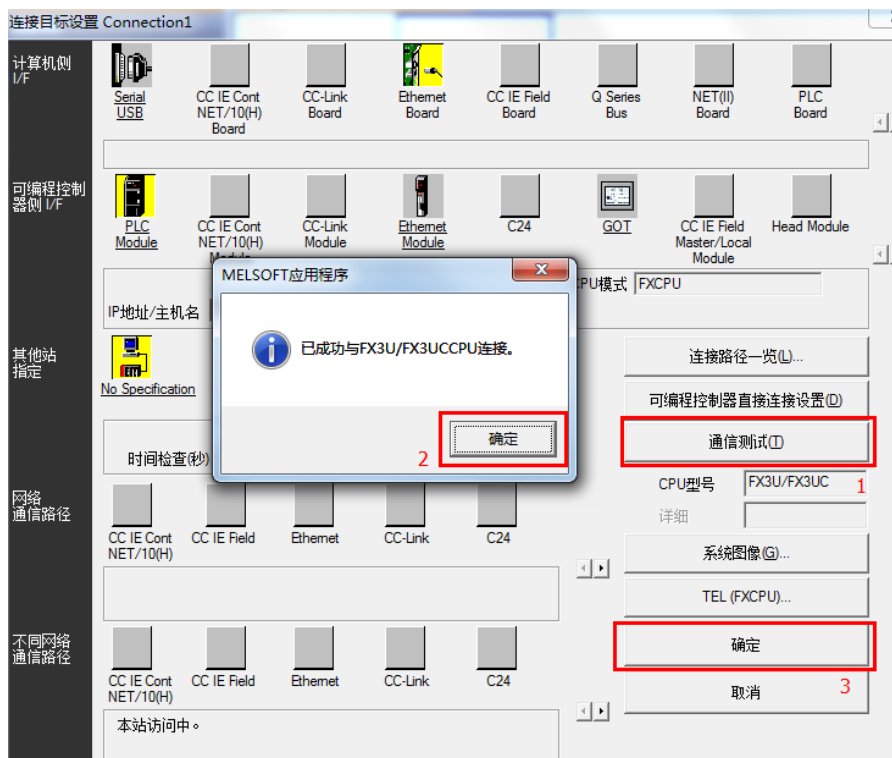 连接目标设置 Connection1
计算机侧
I/F
Serial
USB
CC IE Cont
NET/10(H)
Board
CC-Link
Board
Ethernet
Board
CC IE Field
Board
Q Series
Bus
NET(II)
Board
PLC
Board
可编程控制
器侧 I/F
PLC
Module
CC IE Cont
NET/10(H)
Module
CC-Link
Module
Ethernet
Module
C24
GOT
CC IE Field
Master/Local
Module
Head Module
IP地址/主机名
CPU模式 FXCPU
MELSOFT应用程序
已成功与FX3U/FX3UCCPU连接。
确定
2
其他站
指定
No Specification
时间检查(秒)
连接路径一览(L)...
可编程控制器直接连接设置(D)
通信测试(T)
CPU型号 FX3U/FX3UC
1
详细
系统图像(G)...
TEL (FXCPU)...
确定
取消
3
网络
通信路径
CC IE Cont
NET/10(H)
CC IE Field
Ethernet
CC-Link
C24
不同网络
通信路径
CC IE Cont
NET/10(H)
CC IE Field
Ethernet
CC-Link
C24
本站访问中。